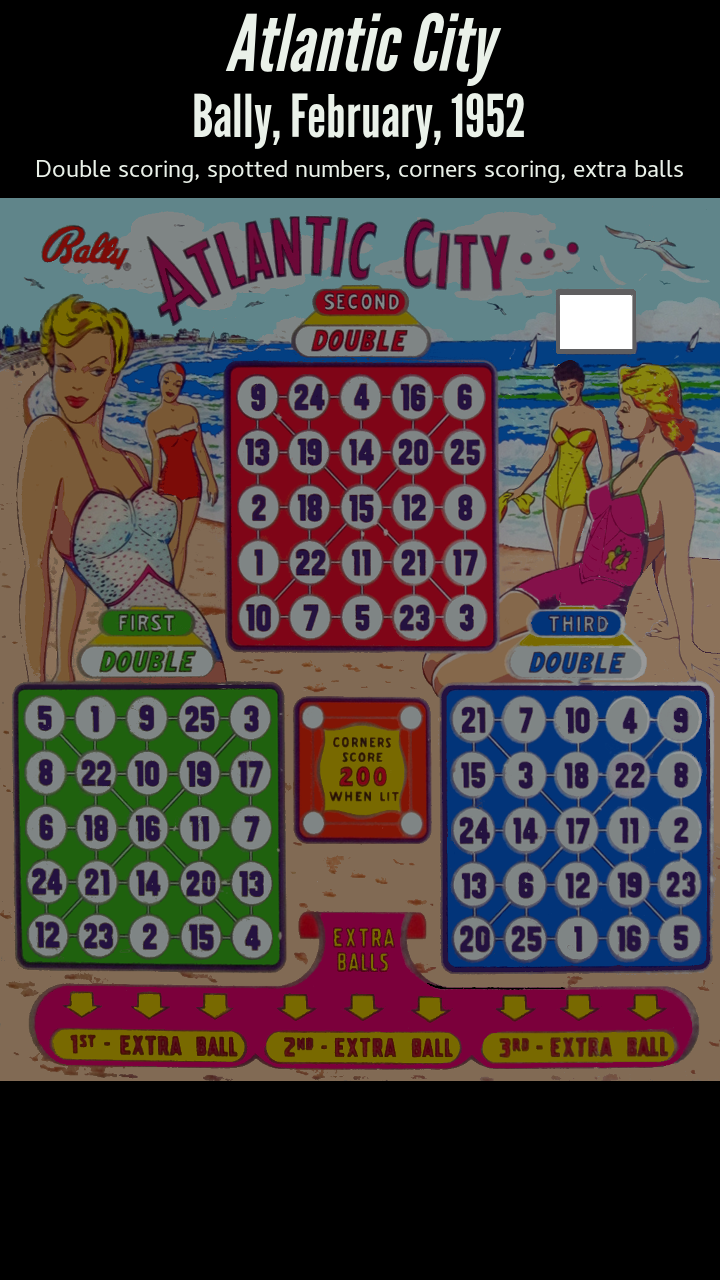 Atlantic City
Bally, February, 1952
Double scoring, spotted numbers, corners scoring, extra balls
Bally
ATLANTIC CITY...
SECOND
DOUBLE
9 24 4 16 6
13 19 14 20 25
2 18 15 12 8
1 22 11 21 17
10 7 5 23 3
FIRST
DOUBLE
5 1 9 25 3
8 22 10 19 17
6 18 16 11 7
24 21 14 20 13
12 23 2 15 4
CORNERS
SCORE
200
WHEN LIT
THIRD
DOUBLE
21 7 10 4 9
15 3 18 22 8
24 14 17 11 2
13 6 12 19 23
20 25 1 16 5
EXTRA
BALLS
1ST - EXTRA BALL
2ND - EXTRA BALL
3RD - EXTRA BALL